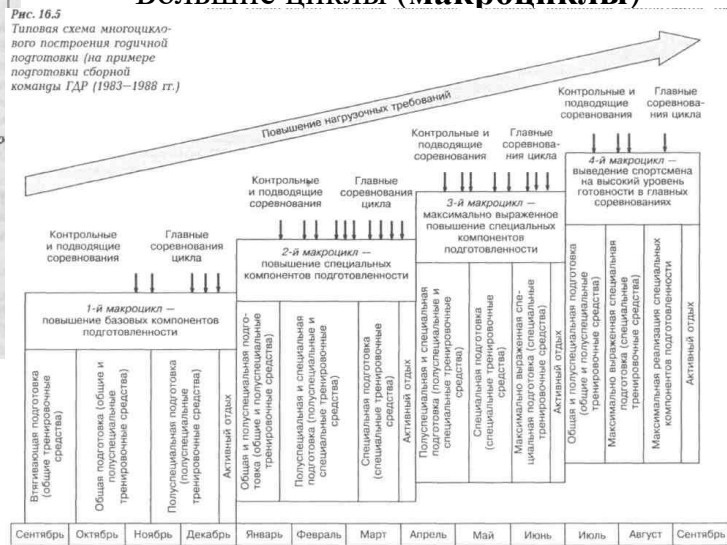 Большие циклы (макроциклы)
Рис. 16.5
Типовая схема многоцикло-
вого построения годичной
подготовки (на примере
подготовки сборной
команды ГДР (1983—1988 гг.)
Повышение нагрузочных требований
Контрольные и
подводящие
соревнования
Главные
соревнова-
ния цикла
4-й макроцикл —
выведение спортсмена
на высокий уровень
готовности в главных
соревнованиях
Контрольные и
подводящие
соревнования
Главные
соревнова-
ния цикла
3-й макроцикл —
максимально выраженное
повышение специальных
компонентов
подготовленности
Контрольные
и подводящие
соревнования
Главные
соревнования
цикла
2-й макроцикл —
повышение специальных
компонентов подготовленности
Контрольные
и подводящие
соревнования
Главные
соревнования
цикла
1-й макроцикл —
повышение базовых компонентов
подготовленности
Втягивающая подготовка
(общие тренировочные
средства)
Общая подготовка (общие и
полуспециальные
тренировочные средства)
Полуспециальная подготовка
(полуспециальные
тренировочные средства)
Активный отдых
Общая и полуспециальная подго-
товка (общие и полуспециальные
тренировочные средства)
Полуспециальная и специальная
подготовка (полуспециальные и
специальные тренировочные
средства)
Специальная подготовка
(специальные тренировочные
средства)
Активный отдых
Полуспециальная и специальная
подготовка (полуспециальные и
специальные тренировочные
средства)
Специальная подготовка
(специальные тренировочные
средства)
Максимально выраженная спе-
циальная подготовка (специальные
тренировочные средства)
Активный отдых
Общая и полуспециальная подготовка
(общие и полуспециальные
тренировочные средства)
Максимально выраженная специальная
подготовка (специальные
тренировочные средства)
Максимальная реализация специальных
компонентов подготовленности
Активный отдых
Сентябрь
Октябрь
Ноябрь
Декабрь
Январь
Февраль
Март
Апрель
Май
Июнь
Июль
Август
Сентябрь